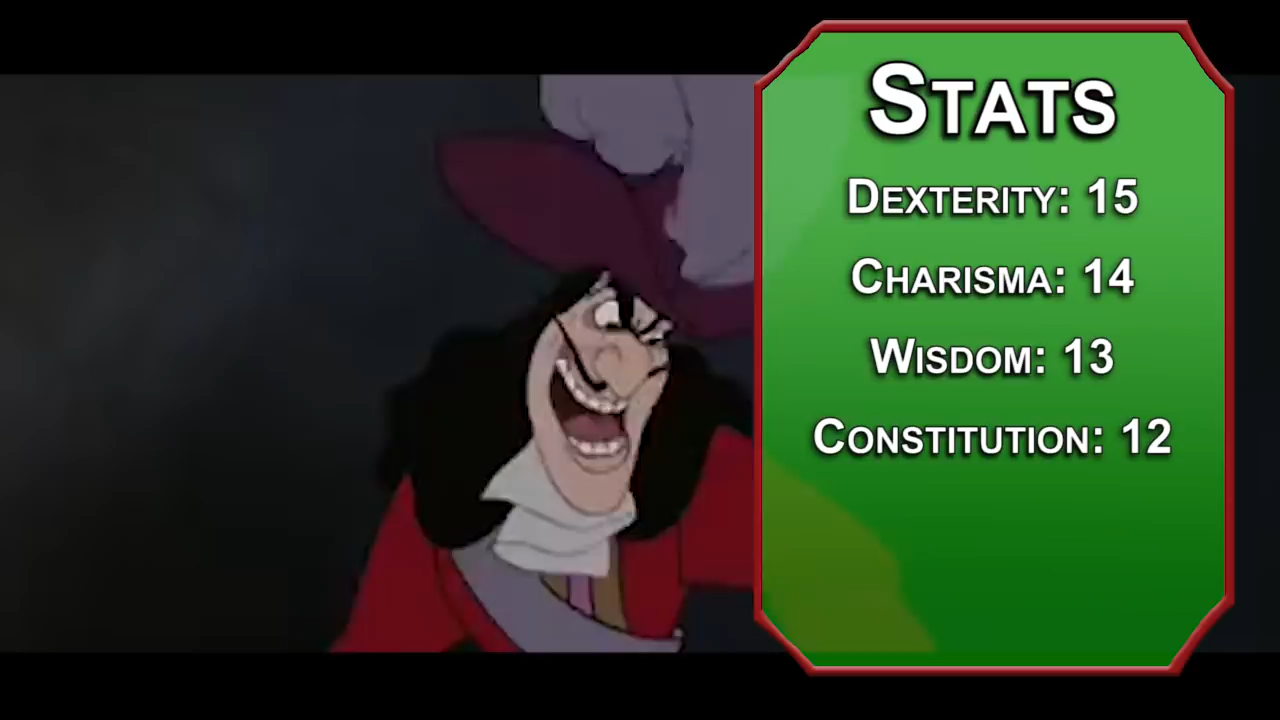 Stats
Dexterity: 15
Charisma: 14
Wisdom: 13
Constitution: 12